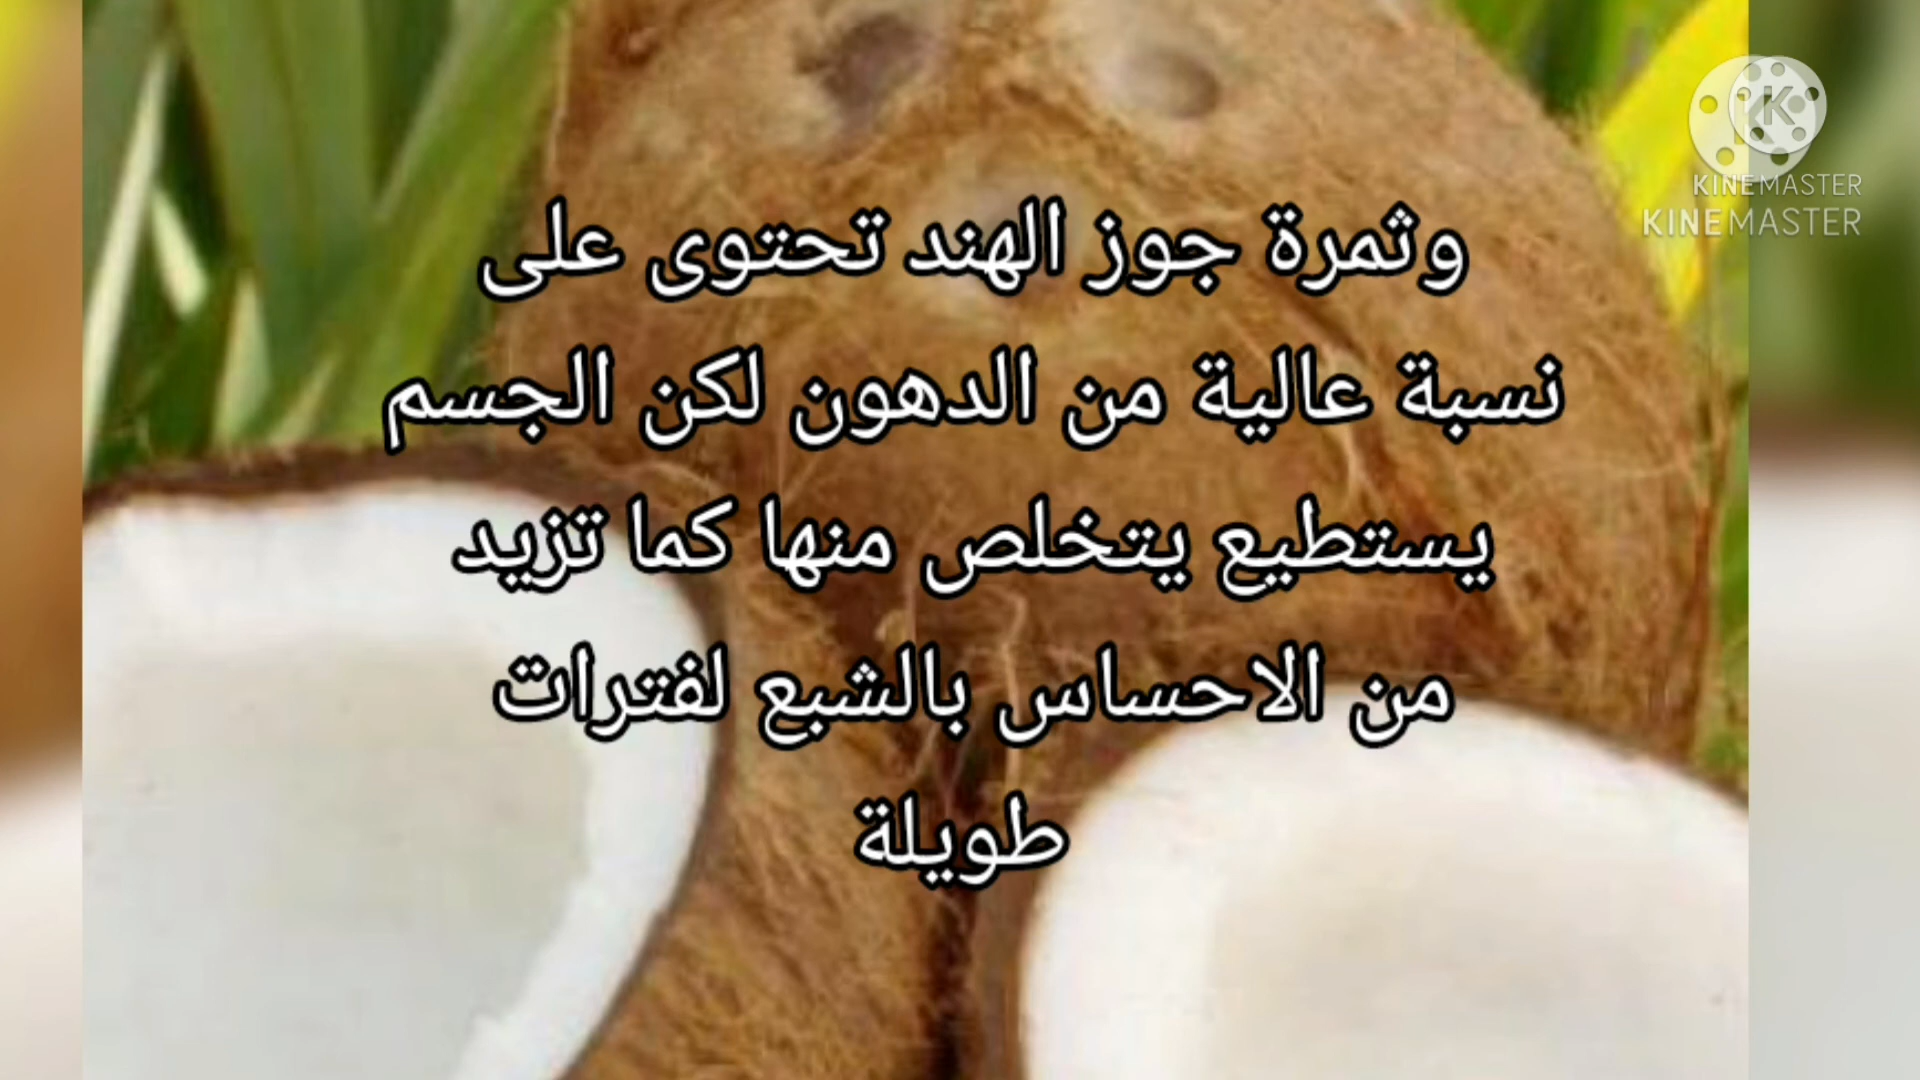 KINEMASTER
KINEMASTER
وثمرة جوز الهند تحتوى على
نسبة عالية من الدهون لكن الجسم
يستطيع يتخلص منها كما تزيد
من الاحساس بالشبع لفترات
طويلة